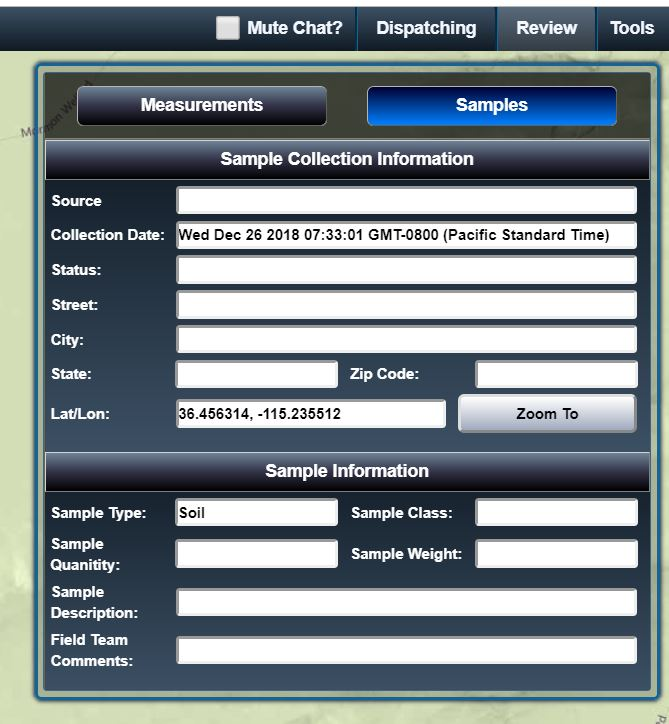 Mute Chat? Dispatching Review Tools
Measurements Samples
Sample Collection Information
Source
Collection Date: Wed Dec 26 2018 07:33:01 GMT-0800 (Pacific Standard Time)
Status:
Street:
City:
State: Zip Code:
Lat/Lon: 36.456314, -115.235512 Zoom To
Sample Information
Sample Type: Soil Sample Class:
Sample
Quanitity: Sample Weight:
Sample
Description:
Field Team
Comments: